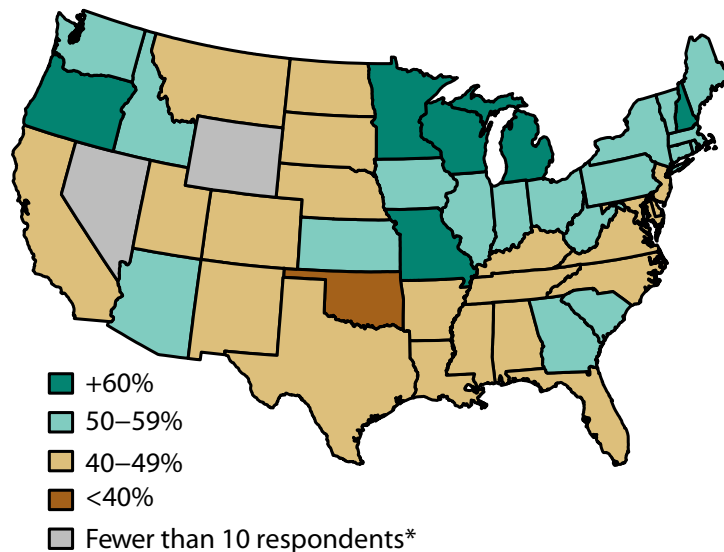 +60%
50–59%
40–49%
<40%
Fewer than 10 respondents*